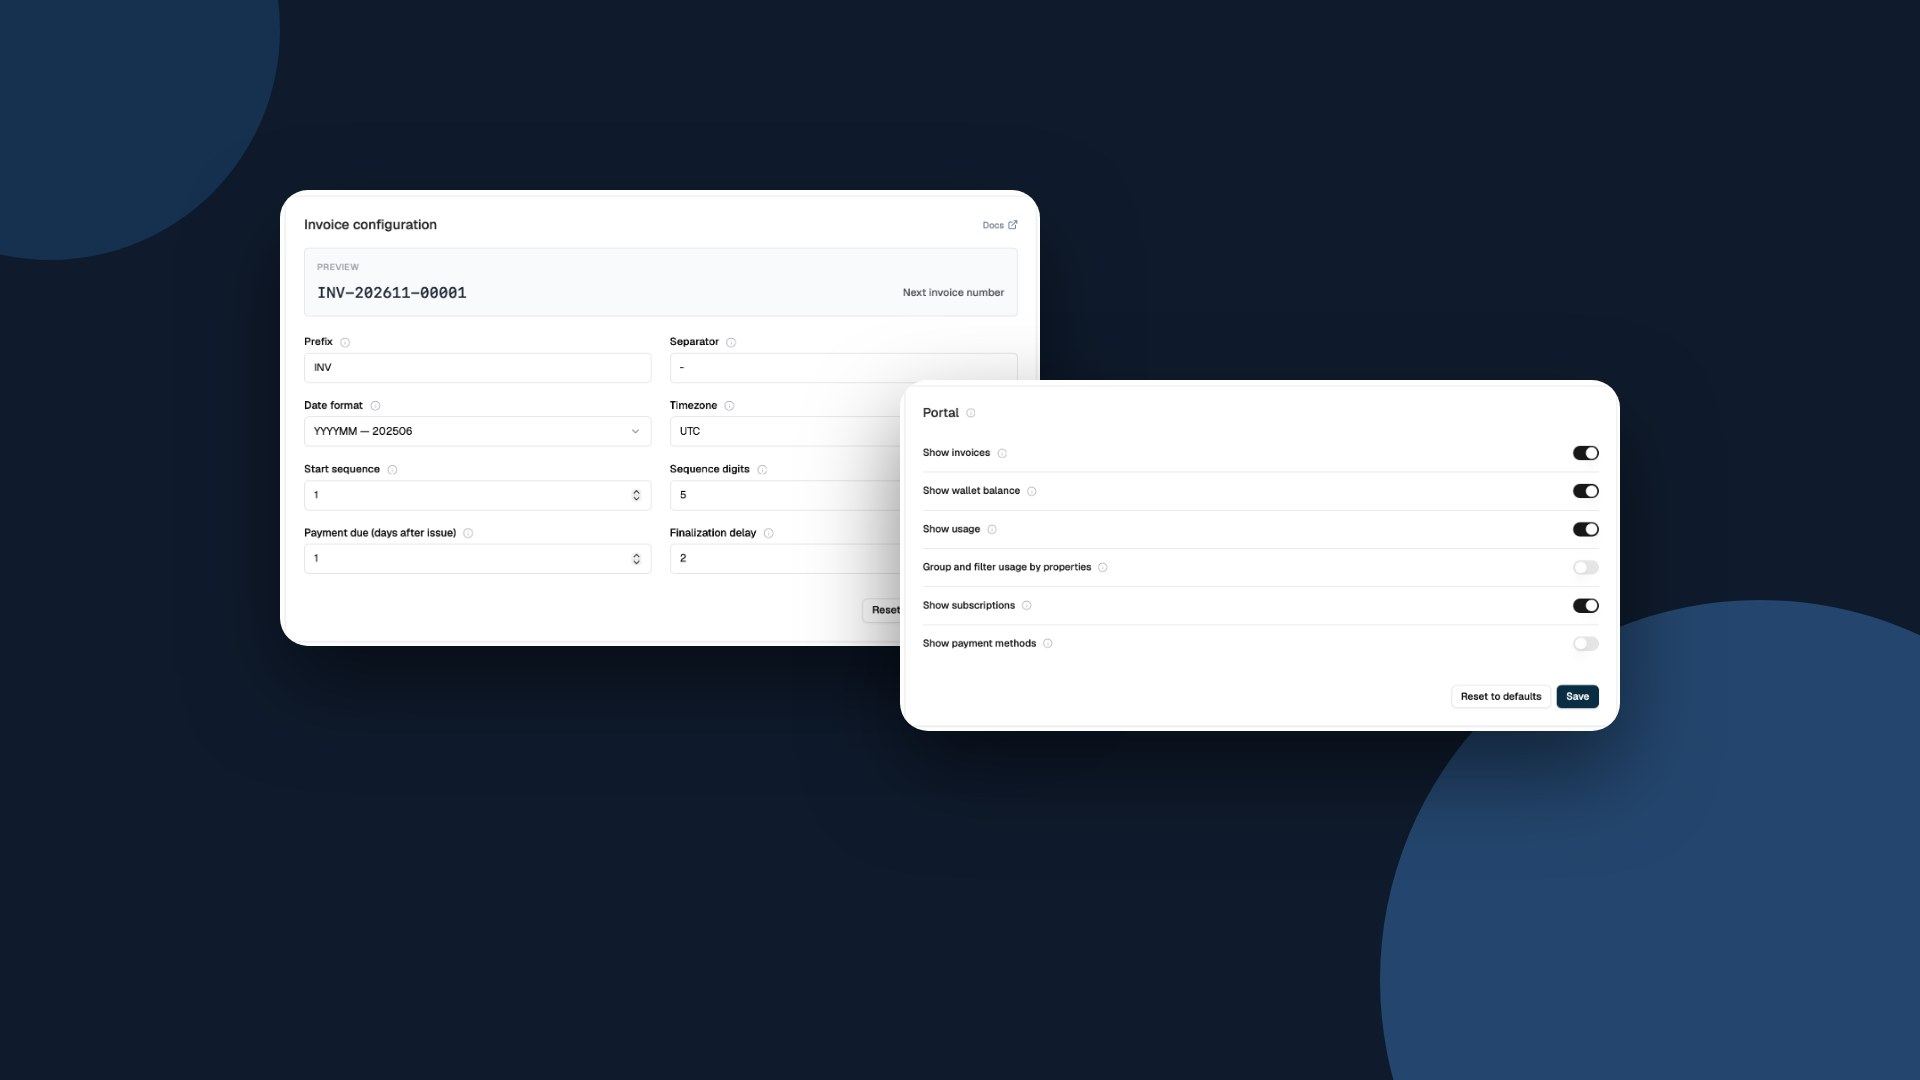 Invoice configuration
Docs
PREVIEW
INV-202611-00001
Next invoice number
Prefix
Separator
INV
-
Date format
Timezone
YYYYMM — 202506
UTC
Start sequence
Sequence digits
1
5
Payment due (days after issue)
Finalization delay
1
2
Reset
Portal
Show invoices
Show wallet balance
Show usage
Group and filter usage by properties
Show subscriptions
Show payment methods
Reset to defaults
Save